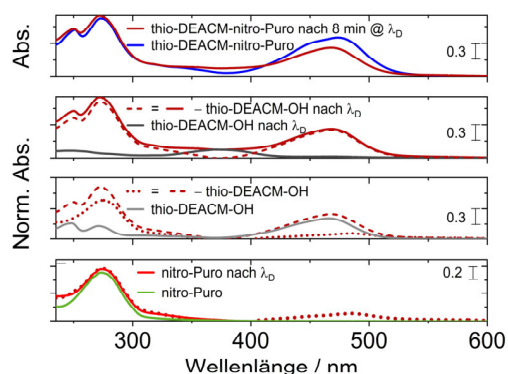 Abs.
thio-DEACM-nitro-Puro nach 8 min @ λD
thio-DEACM-nitro-Puro
0.3
= — – thio-DEACM-OH nach λD
thio-DEACM-OH nach λD
0.3
Norm. Abs.
= – thio-DEACM-OH
thio-DEACM-OH
0.3
nitro-Puro nach λD
nitro-Puro
0.2
300 400 500 600
Wellenlänge / nm